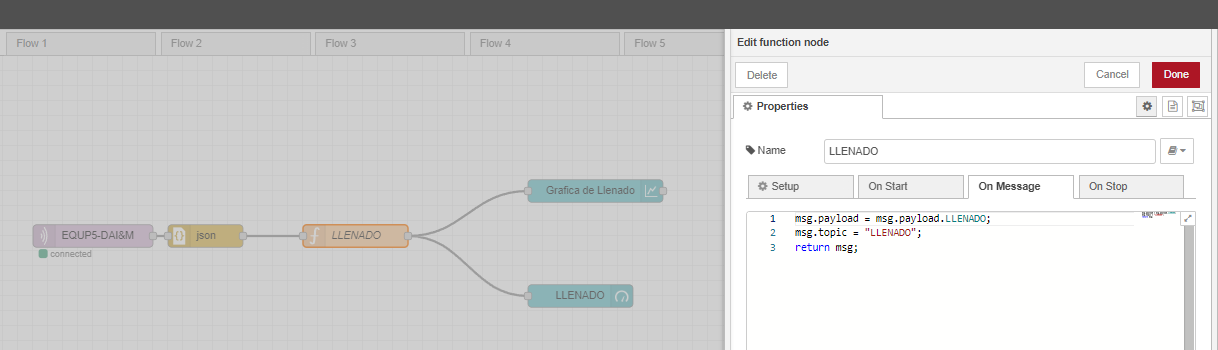 Flow 1
Flow 2
Flow 3
Flow 4
Flow 5
Edit function node
Delete
Cancel
Done
Properties
Name
LLENADO
Setup
On Start
On Message
On Stop
1 msg.payload = msg.payload.LLENADO;
2 msg.topic = "LLENADO";
3 return msg;
Grafica de Llenado
EQUP5-DAI&M
{} json
f LLENADO
connected
LLENADO